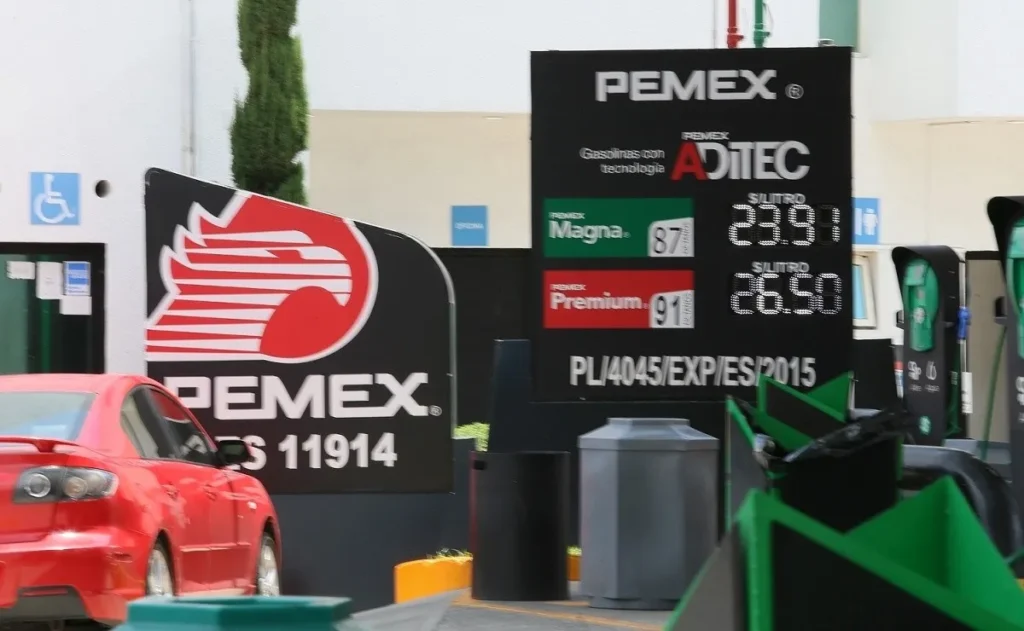 PEMEX®
PEMEX
Gasolinas con
tecnología
ADITEC
S/LITRO
PEMEX
Magna®
87
23.91
S/LITRO
PEMEX
Premium®
91
26.50
PL/4045/EXP/ES/2015
OFICINA
PEMEX®
ES 11914